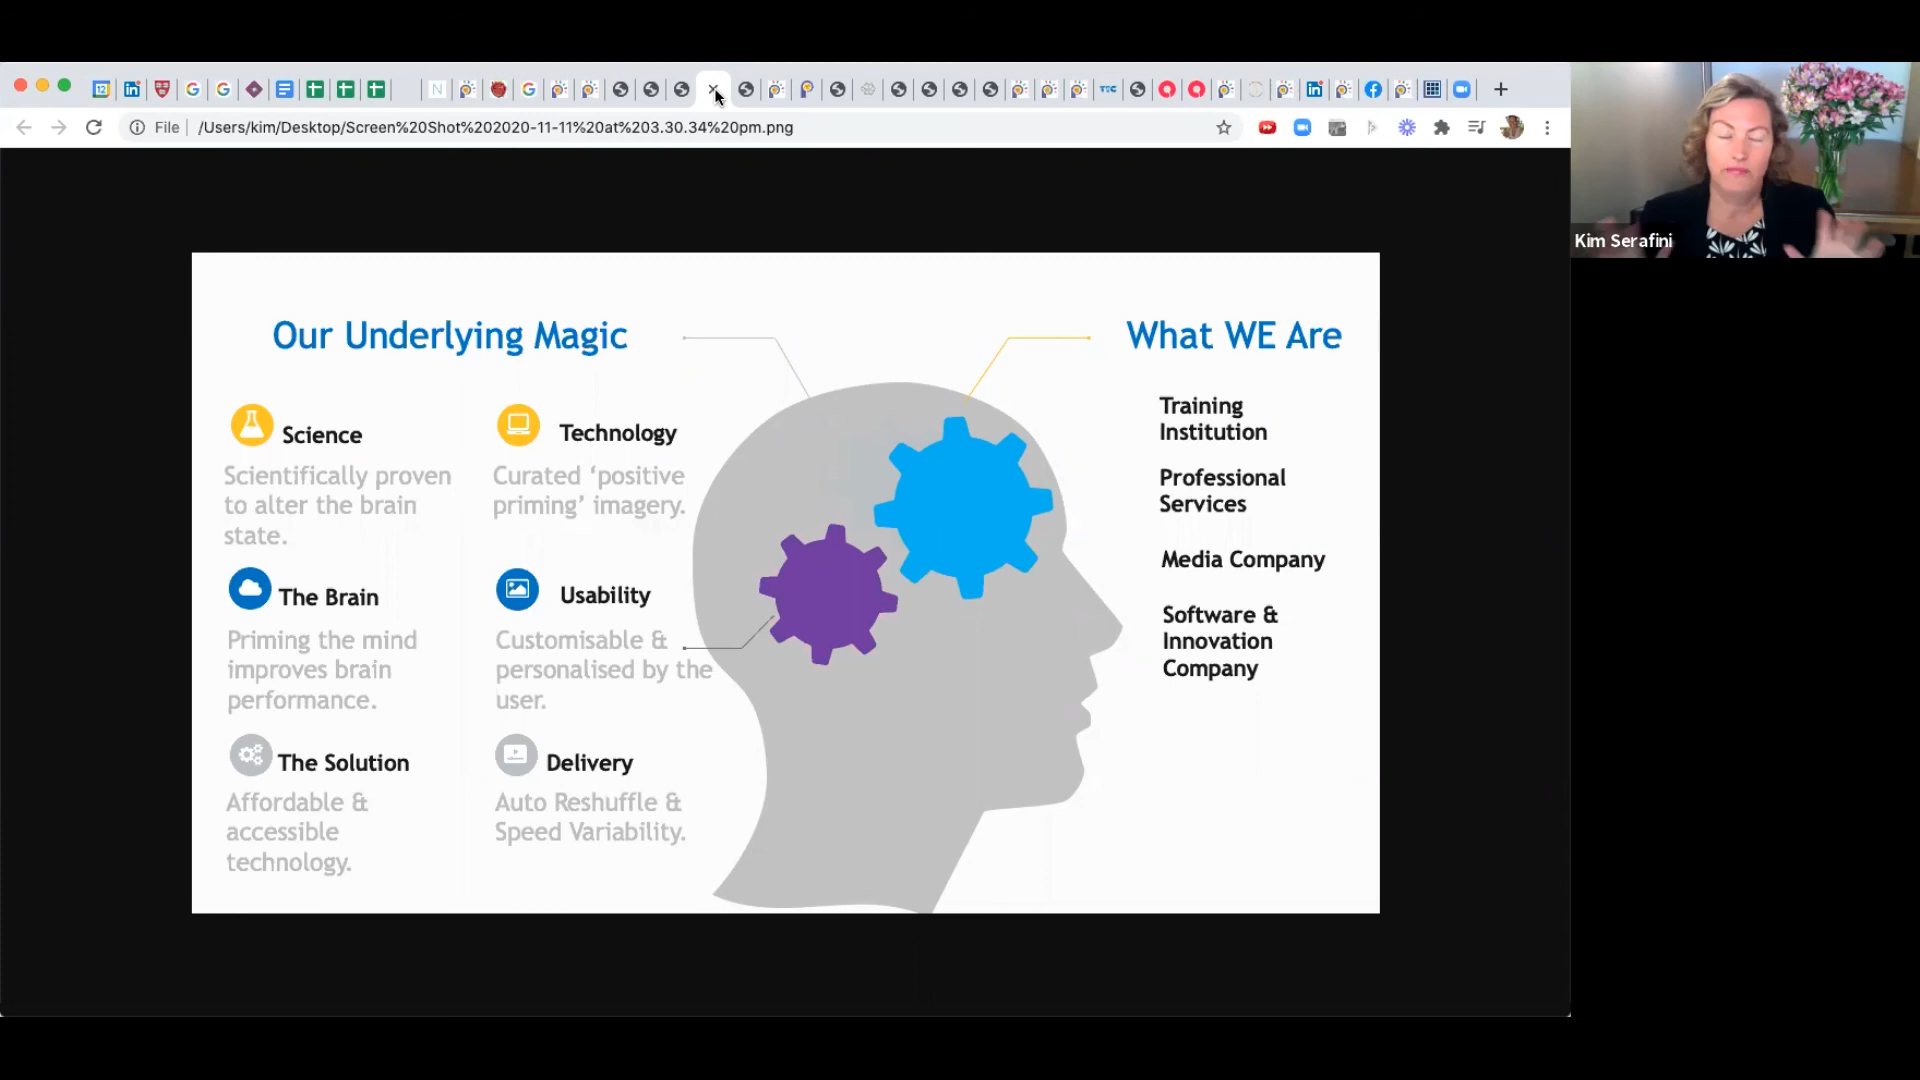 File
/Users/kim/Desktop/Screen%20Shot%202020-11-11%20at%203.30.34%20pm.png
Kim Serafini
Our Underlying Magic
What WE Are
Science
Scientifically proven
to alter the brain
state.
Technology
Curated ‘positive
priming’ imagery.
The Brain
Priming the mind
improves brain
performance.
Usability
Customisable &
personalised by the
user.
The Solution
Affordable &
accessible
technology.
Delivery
Auto Reshuffle &
Speed Variability.
Training
Institution
Professional
Services
Media Company
Software &
Innovation
Company